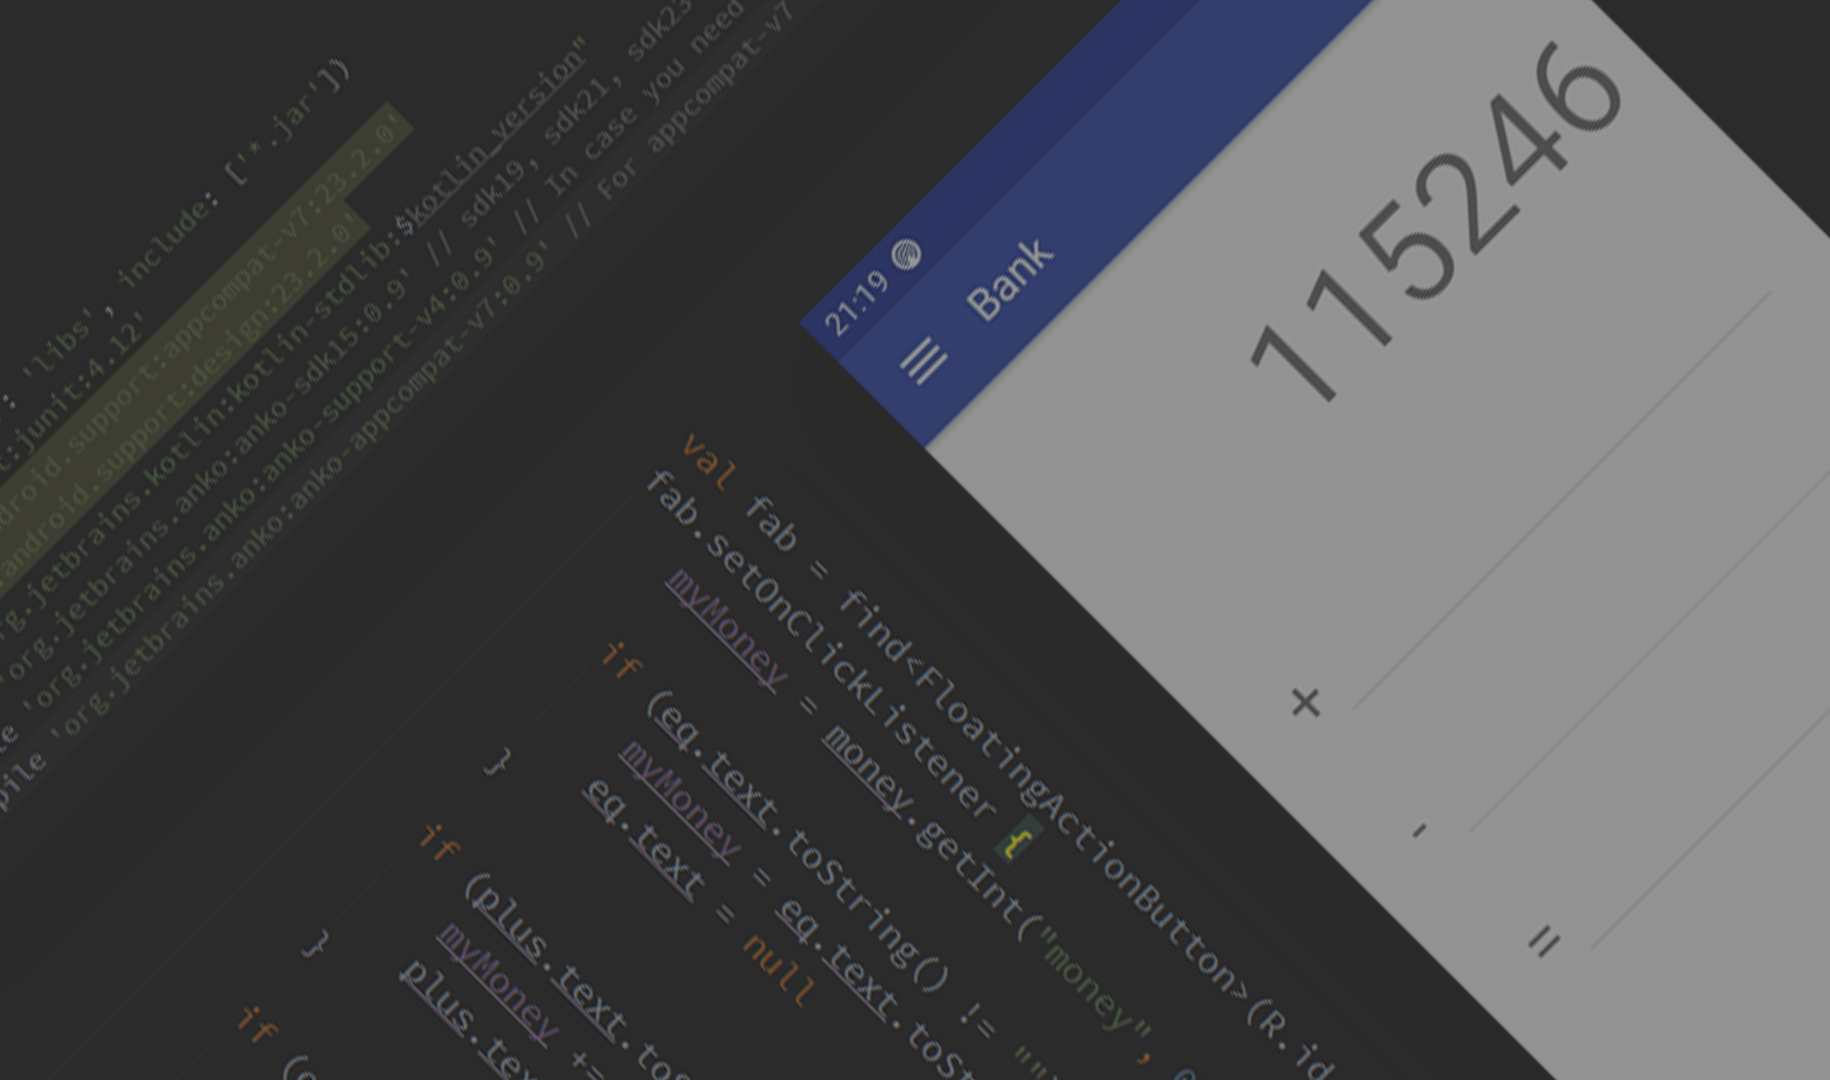 : 'libs', include: ['*.jar'])
t:junit:4.12'
droid.support:appcompat-v7:23.2.0'
.android.support:design:23.2.0'
rg.jetbrains.kotlin:kotlin-stdlib:$kotlin_version"
'org.jetbrains.anko:anko-sdk15:0.9' // sdk19, sdk21, sdk23
'org.jetbrains.anko:anko-support-v4:0.9' // In case you need
pile 'org.jetbrains.anko:anko-appcompat-v7:0.9' // For appcompat-v7
val fab = find<FloatingActionButton>(R.id
fab.setOnClickListener {
myMoney = money.getInt("money",
if (eq.text.toString() != ""
myMoney = eq.text.toSt
eq.text = null
}
if (plus.text.tos
myMoney +=
plus.tex
}
if (e
21:19
Bank
115246
+
-
=